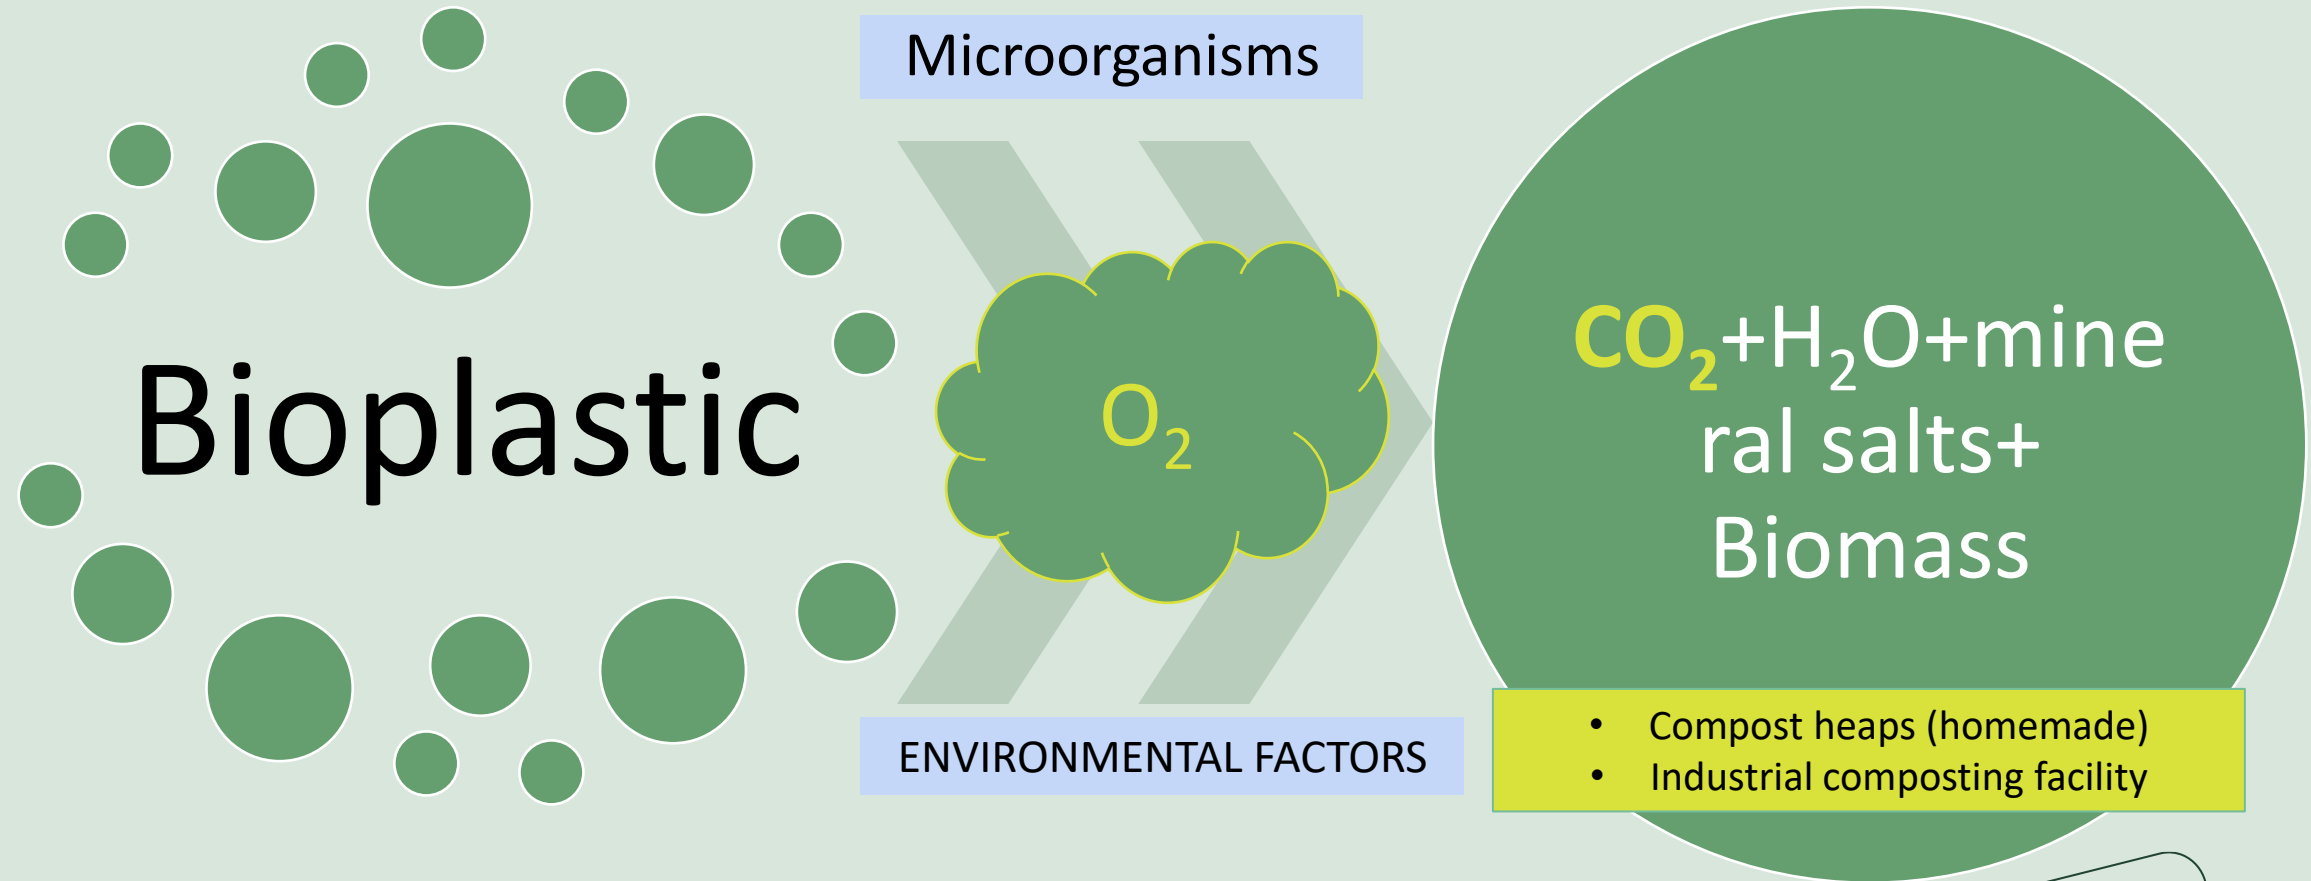 Bioplastic
Microorganisms
O₂
ENVIRONMENTAL FACTORS
CO₂+H₂O+mine
ral salts+
Biomass
• Compost heaps (homemade)
• Industrial composting facility